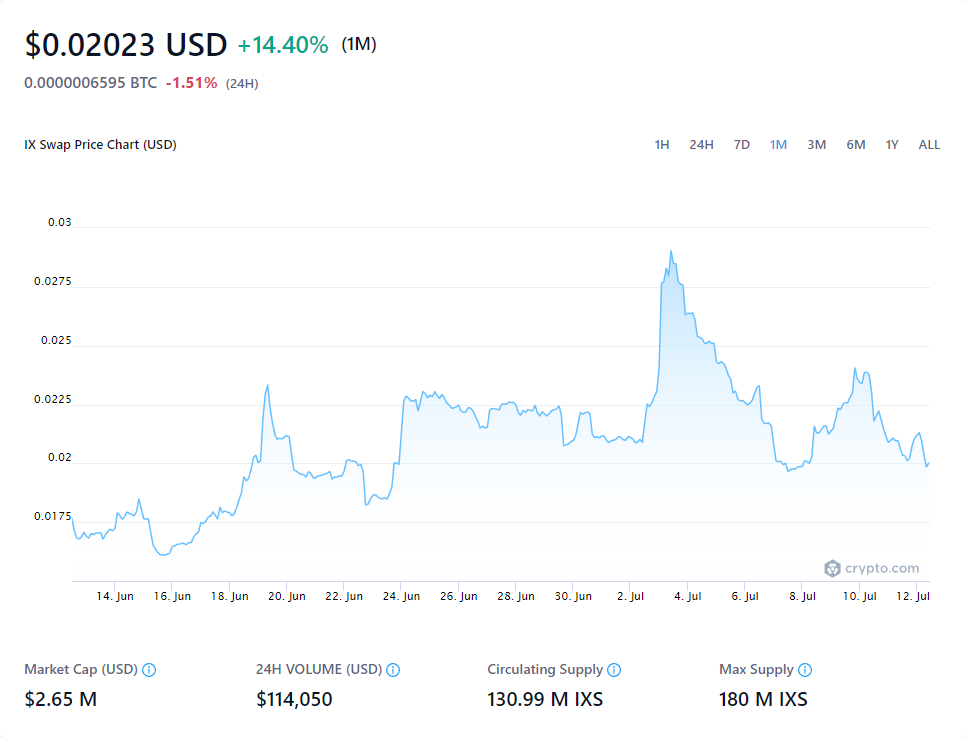 $0.02023 USD +14.40% (1M)
0.0000006595 BTC -1.51% (24H)
IX Swap Price Chart (USD) 1H 24H 7D 1M 3M 6M 1Y ALL
0.03
0.0275
0.025
0.0225
0.02
0.0175
crypto.com
14. Jun 16. Jun 18. Jun 20. Jun 22. Jun 24. Jun 26. Jun 28. Jun 30. Jun 2. Jul 4. Jul 6. Jul 8. Jul 10. Jul 12. Jul
Market Cap (USD) 24H VOLUME (USD) Circulating Supply Max Supply
$2.65 M $114,050 130.99 M IXS 180 M IXS